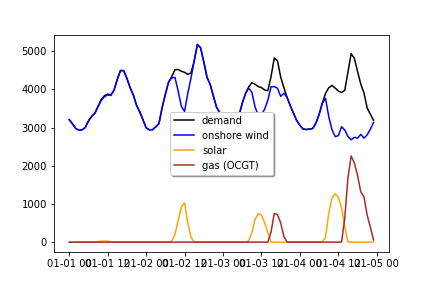 5000
4000
3000
2000
1000
0
demand
onshore wind
solar
gas (OCGT)
01-01 00 01-01 12 01-02 00 01-02 12 01-03 00 01-03 12 01-04 00 01-04 12 01-05 00